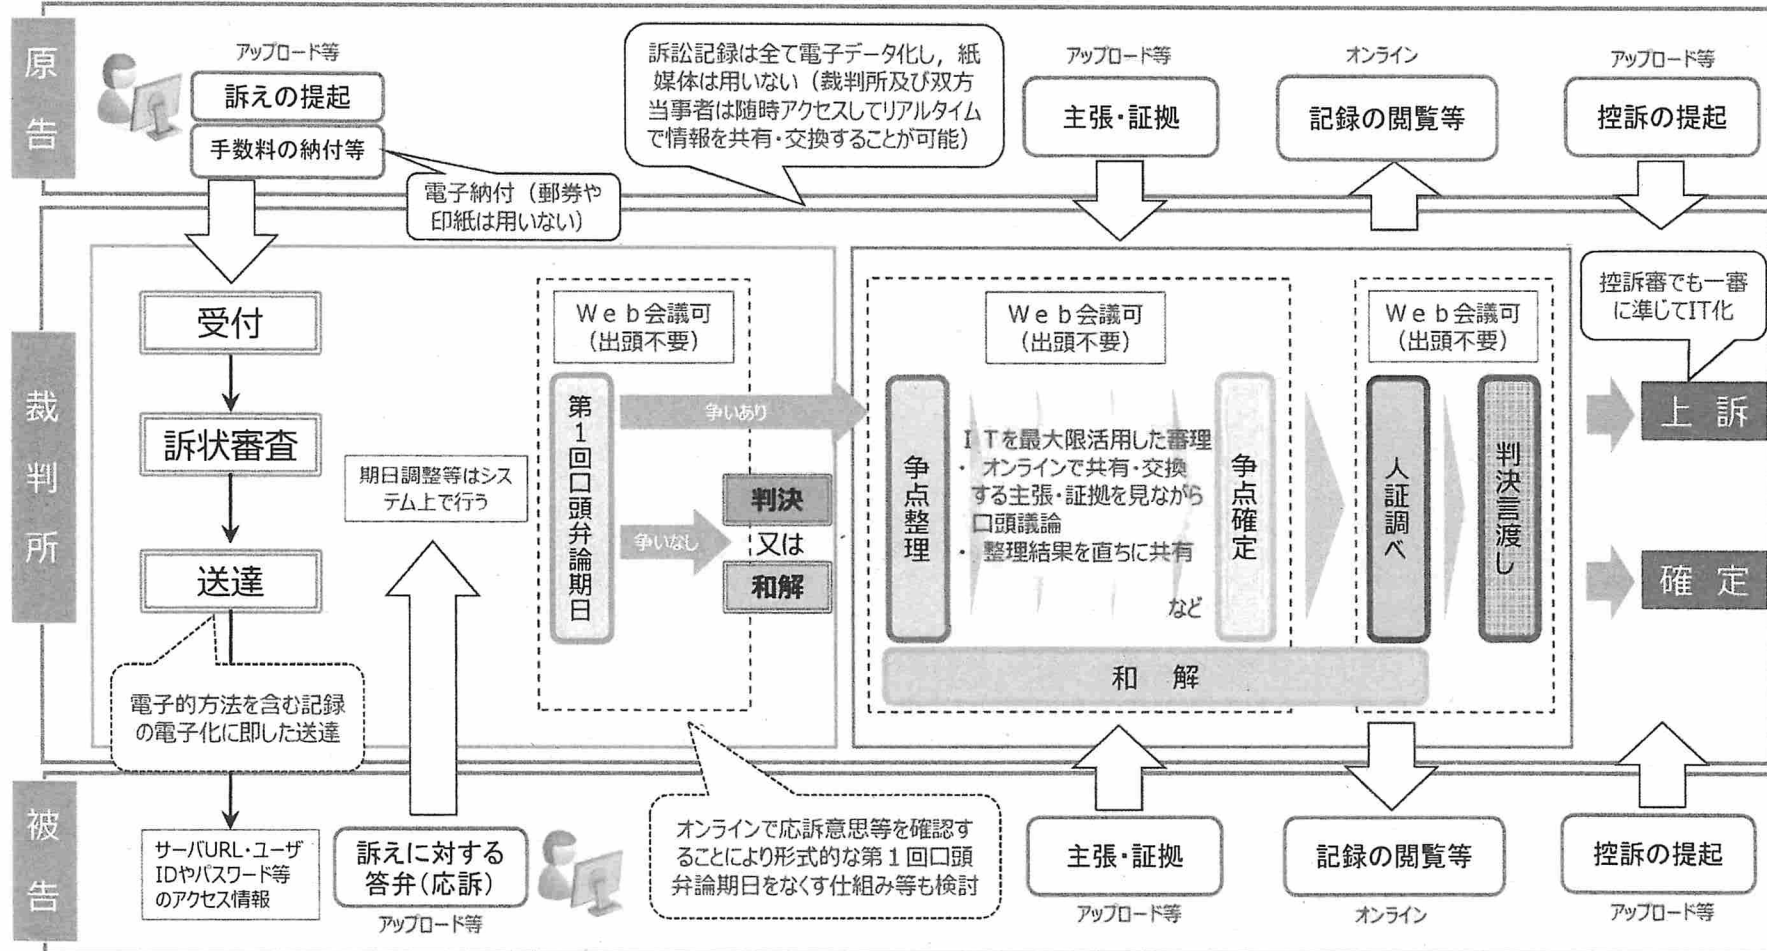 原告
アップロード等
訴えの提起
手数料の納付等
電子納付（郵券や
印紙は用いない）
訴訟記録は全て電子データ化し，紙
媒体は用いない（裁判所及び双方
当事者は随時アクセスしてリアルタイム
で情報を共有・交換することが可能）
アップロード等
主張・証拠
オンライン
記録の閲覧等
アップロード等
控訴の提起
裁判所
受付
訴状審査
送達
電子的方法を含む記録
の電子化に即した送達
期日調整等はシス
テム上で行う
Ｗｅｂ会議可
（出頭不要）
第１回口頭弁論期日
争いあり
争いなし
判決
又は
和解
Ｗｅｂ会議可
（出頭不要）
争点整理
ＩＴを最大限活用した審理
・ オンラインで共有・交換
する主張・証拠を見ながら
口頭議論
・ 整理結果を直ちに共有
など
争点確定
和 解
Ｗｅｂ会議可
（出頭不要）
人証調べ
判決言渡し
控訴審でも一審
に準じてIT化
上 訴
確 定
被告
サーバURL・ユーザ
IDやパスワード等
のアクセス情報
訴えに対する
答弁（応訴）
アップロード等
オンラインで応訴意思等を確認す
ることにより形式的な第１回口頭
弁論期日をなくす仕組み等も検討
主張・証拠
アップロード等
記録の閲覧等
オンライン
控訴の提起
アップロード等